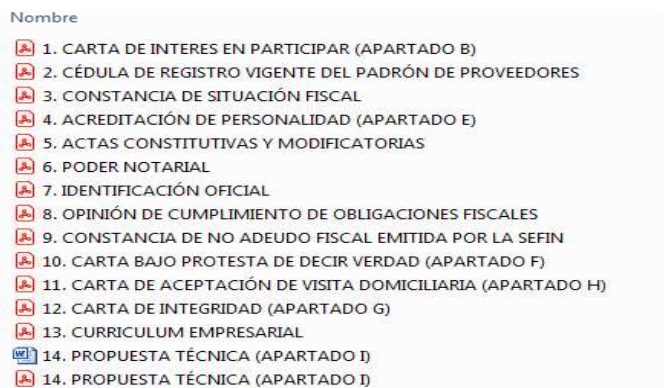 Nombre
1. CARTA DE INTERES EN PARTICIPAR (APARTADO B)
2. CÉDULA DE REGISTRO VIGENTE DEL PADRÓN DE PROVEEDORES
3. CONSTANCIA DE SITUACIÓN FISCAL
4. ACREDITACIÓN DE PERSONALIDAD (APARTADO E)
5. ACTAS CONSTITUTIVAS Y MODIFICATORIAS
6. PODER NOTARIAL
7. IDENTIFICACIÓN OFICIAL
8. OPINIÓN DE CUMPLIMIENTO DE OBLIGACIONES FISCALES
9. CONSTANCIA DE NO ADEUDO FISCAL EMITIDA POR LA SEFIN
10. CARTA BAJO PROTESTA DE DECIR VERDAD (APARTADO F)
11. CARTA DE ACEPTACIÓN DE VISITA DOMICILIARIA (APARTADO H)
12. CARTA DE INTEGRIDAD (APARTADO G)
13. CURRICULUM EMPRESARIAL
14. PROPUESTA TÉCNICA (APARTADO I)
14. PROPUESTA TÉCNICA (APARTADO I)